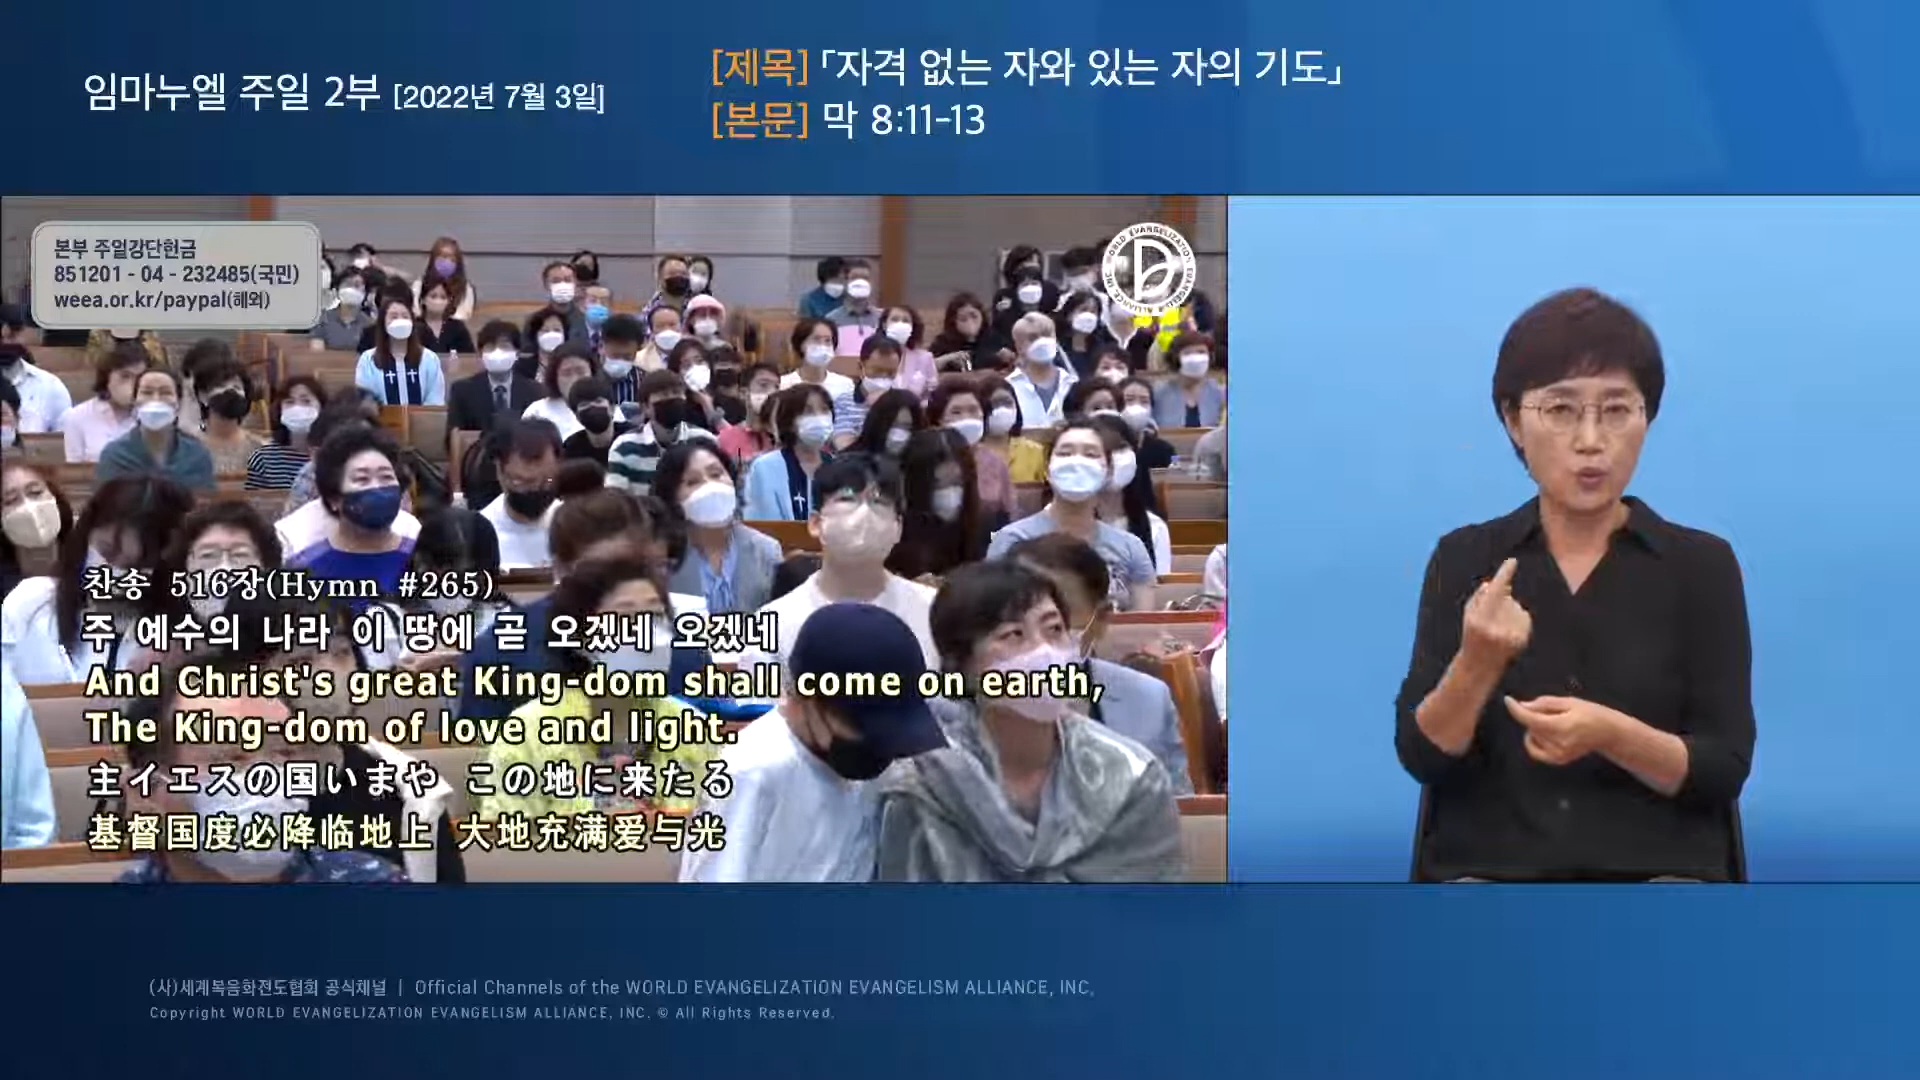 임마누엘 주일 2부 [2022년 7월 3일]
[제목] 「자격 없는 자와 있는 자의 기도」
[본문] 막 8:11-13
본부 주일강단헌금
851201 - 04 - 232485(국민)
weea.or.kr/paypal(해외)
WORLD EVANGELIZATION EVANGELISM ALLIANCE, INC.
찬송 516장(Hymn #265)
주 예수의 나라 이 땅에 곧 오겠네 오겠네
And Christ's great King-dom shall come on earth,
The King-dom of love and light.
主イエスの国いまや この地に来たる
基督国度必降临地上 大地充满爱与光
(사)세계복음화전도협회 공식채널 | Official Channels of the WORLD EVANGELIZATION EVANGELISM ALLIANCE, INC.
Copyright WORLD EVANGELIZATION EVANGELISM ALLIANCE, INC. © All Rights Reserved.